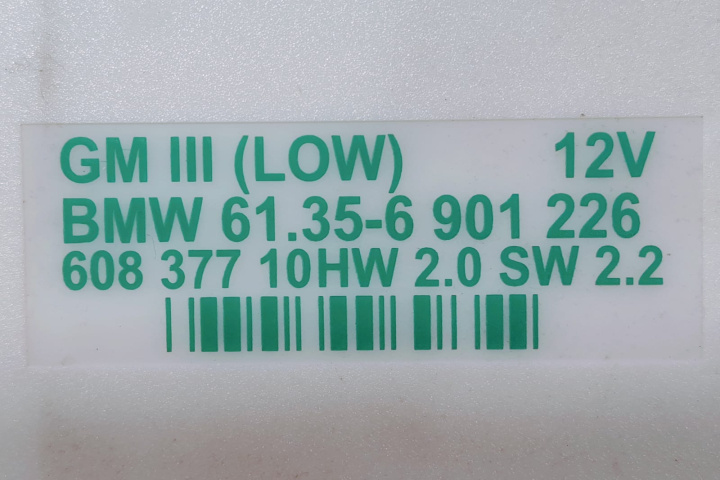 GM III (LOW) 12V
BMW 61.35-6 901 226
608 377 10HW 2.0 SW 2.2